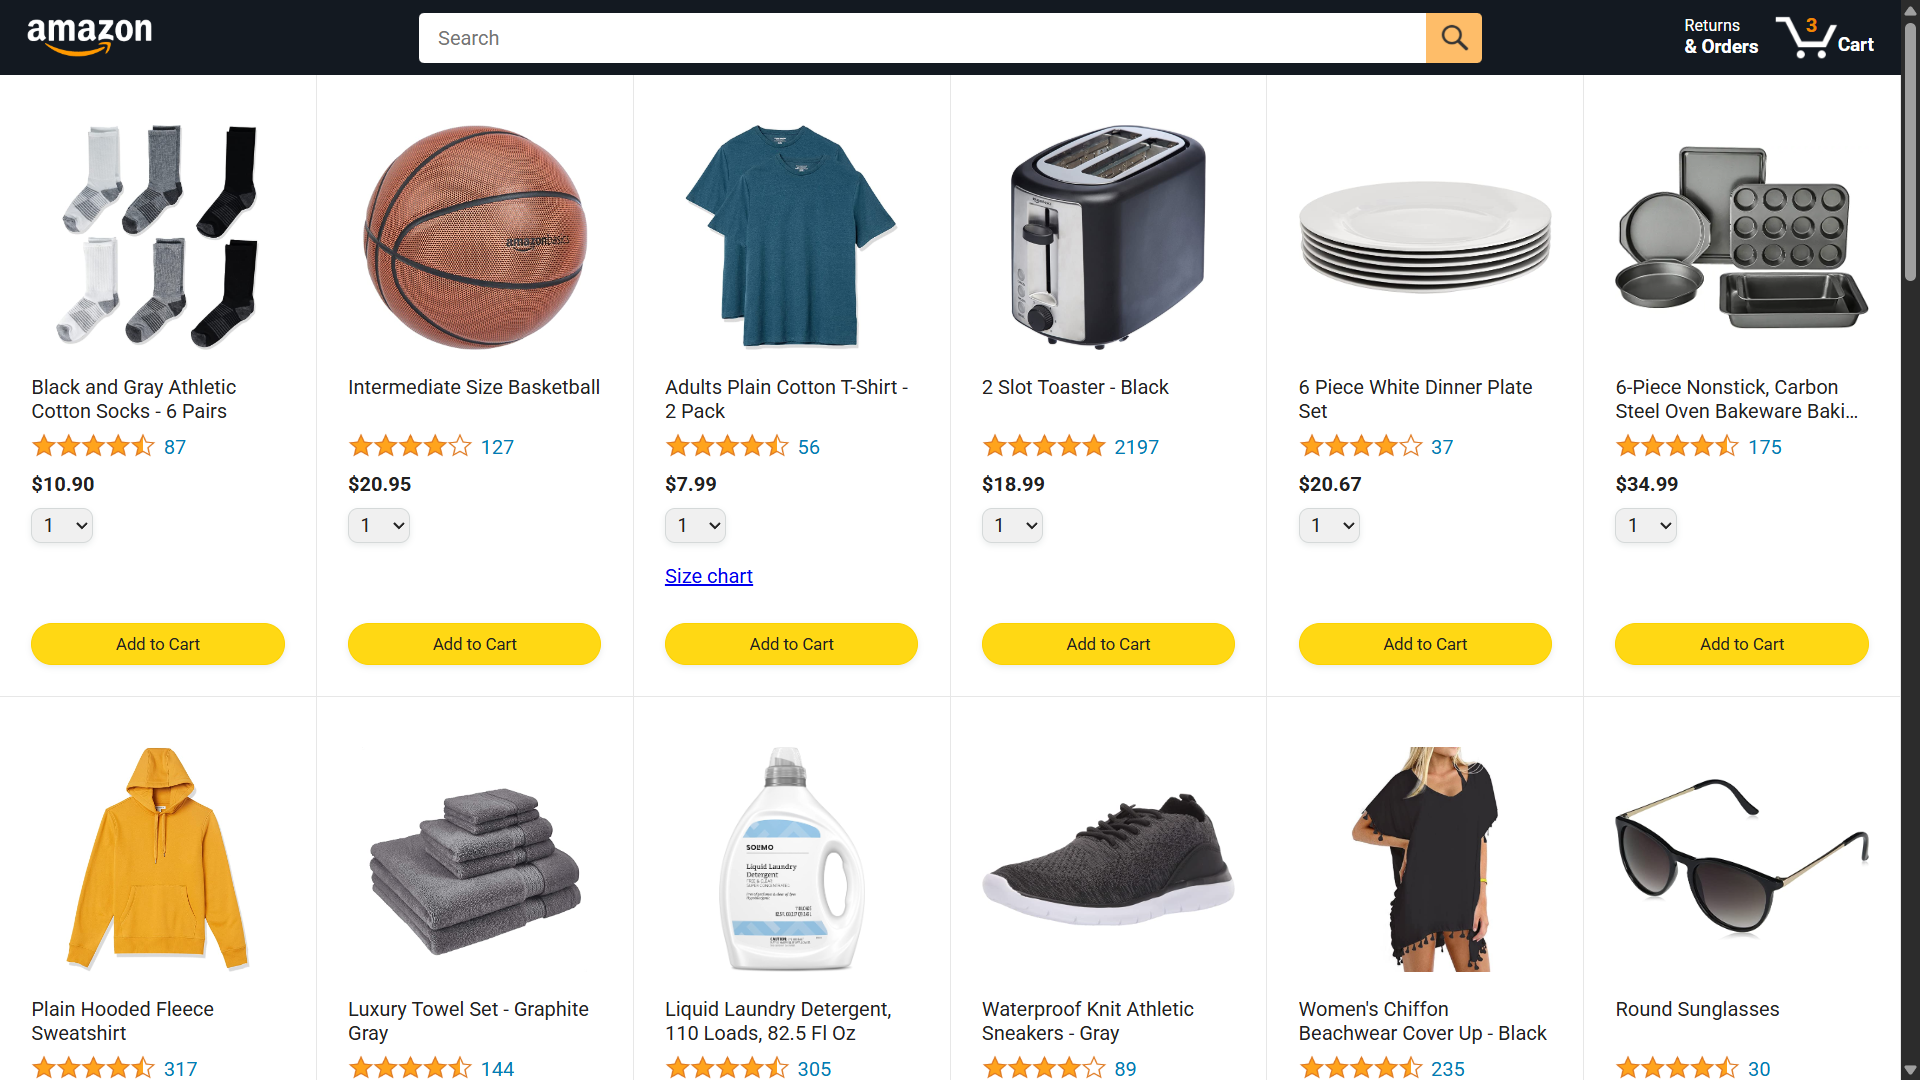 amazon
Search
Returns
& Orders
3
Cart
Black and Gray Athletic
Cotton Socks - 6 Pairs
87
$10.90
1
amazonbasics
Intermediate Size Basketball
127
$20.95
1
Adults Plain Cotton T-Shirt -
2 Pack
56
$7.99
1
Size chart
2 Slot Toaster - Black
2197
$18.99
1
6 Piece White Dinner Plate
Set
37
$20.67
1
6-Piece Nonstick, Carbon
Steel Oven Bakeware Baki...
175
$34.99
1
Add to Cart
Add to Cart
Add to Cart
Add to Cart
Add to Cart
Add to Cart
Plain Hooded Fleece
Sweatshirt
317
Luxury Towel Set - Graphite
Gray
144
SOLIMO
Liquid Laundry
Detergent
Liquid Laundry Detergent,
110 Loads, 82.5 Fl Oz
305
Waterproof Knit Athletic
Sneakers - Gray
89
Women's Chiffon
Beachwear Cover Up - Black
235
Round Sunglasses
30